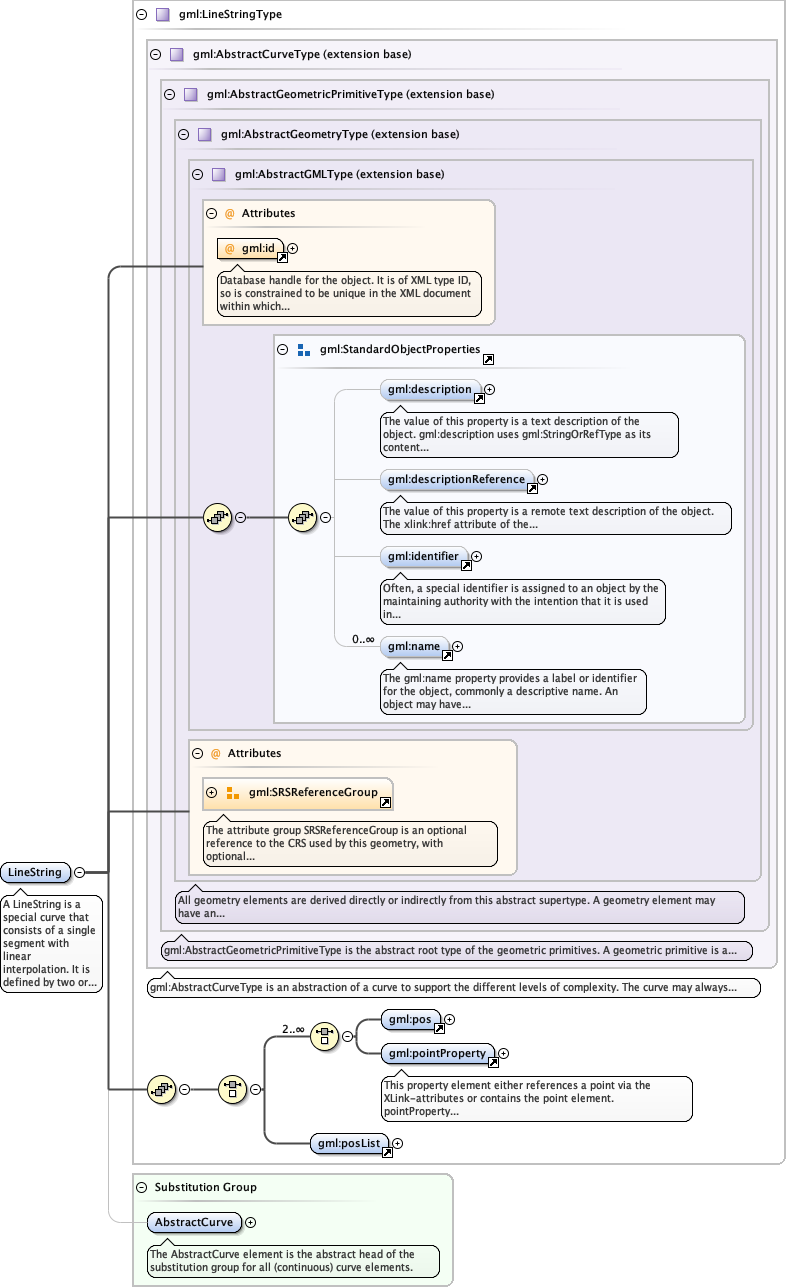 gml:LineStringType
gml:AbstractCurveType (extension base)
gml:AbstractGeometricPrimitiveType (extension base)
gml:AbstractGeometryType (extension base)
gml:AbstractGMLType (extension base)
@ Attributes
@ gml:id
Database handle for the object. It is of XML type ID,
so is constrained to be unique in the XML document
within which...
gml:StandardObjectProperties
gml:description
The value of this property is a text description of the
object. gml:description uses gml:StringOrRefType as its
content...
gml:descriptionReference
The value of this property is a remote text description of the object.
The xlink:href attribute of the...
gml:identifier
Often, a special identifier is assigned to an object by the
maintaining authority with the intention that it is used
in...
0..∞
gml:name
The gml:name property provides a label or identifier
for the object, commonly a descriptive name. An
object may have...
@ Attributes
gml:SRSReferenceGroup
The attribute group SRSReferenceGroup is an optional
reference to the CRS used by this geometry, with
optional...
LineString
A LineString is a
special curve that
consists of a single
segment with
linear
interpolation. It is
defined by two or...
All geometry elements are derived directly or indirectly from this abstract supertype. A geometry element may
have an...
gml:AbstractGeometricPrimitiveType is the abstract root type of the geometric primitives. A geometric primitive is a...
gml:AbstractCurveType is an abstraction of a curve to support the different levels of complexity. The curve may always...
2..∞
gml:pos
gml:pointProperty
This property element either references a point via the
XLink-attributes or contains the point element.
pointProperty...
gml:posList
Substitution Group
AbstractCurve
The AbstractCurve element is the abstract head of the
substitution group for all (continuous) curve elements.